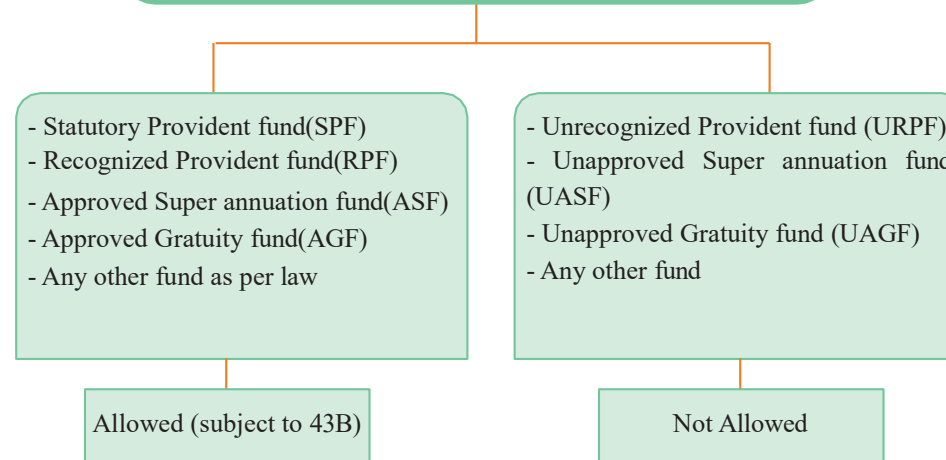 - Statutory Provident fund(SPF)
- Recognized Provident fund(RPF)
- Approved Super annuation fund(ASF)
- Approved Gratuity fund(AGF)
- Any other fund as per law
- Unrecognized Provident fund (URPF)
- Unapproved Super annuation fund
(UASF)
- Unapproved Gratuity fund (UAGF)
- Any other fund
Allowed (subject to 43B)
Not Allowed